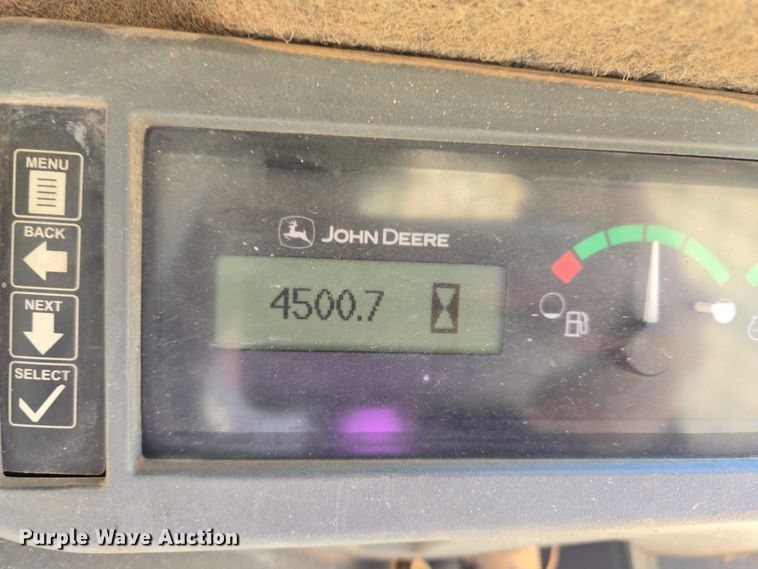 MENU
BACK
NEXT
SELECT
JOHN DEERE
4500.7
Purple Wave Auction